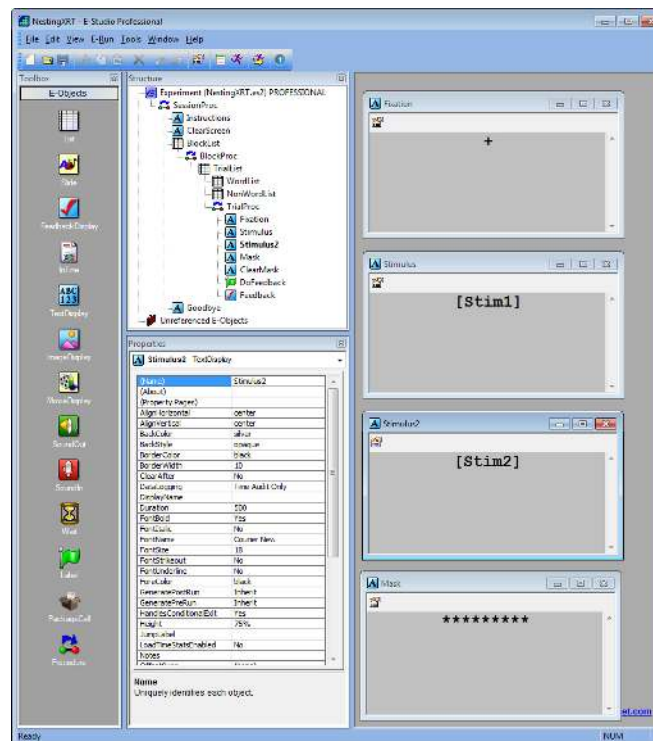 NestingXRT - E-Studio Professional
File Edit View E-Run Tools Window Help
Toolbox
E-Objects
List
Slide
FeedbackDisplay
InLine
ABC
123
TextDisplay
ImageDisplay
MovieDisplay
SoundOut
SoundIn
Wait
Label
PackageCall
Procedure
Structure
Experiment (NestingXRT.es2) PROFESSIONAL
SessionProc
Instructions
ClearScreen
BlockList
BlockProc
TrialList
WordList
NonWordList
TrialProc
Fixation
Stimulus
Stimulus2
Mask
ClearMask
DoFeedback
Feedback
Goodbye
Unreferenced E-Objects
Properties
Stimulus2 TextDisplay
(Name) Stimulus2
(About)
(Property Pages)
AlignHorizontal center
AlignVertical center
BackColor silver
BackStyle opaque
BorderColor black
BorderWidth 10
ClearAfter No
DataLogging Time Audit Only
DisplayName
Duration 500
FontBold Yes
FontItalic No
FontName Courier New
FontSize 18
FontStrikeout No
FontUnderline No
ForeColor black
GeneratePostRun Inherit
GeneratePreRun Inherit
HandlesConditionalExit Yes
Height 75%
JumpLabel
LoadTimeStatsEnabled No
Notes
Name
Uniquely identifies each object.
Fixation
+
Stimulus
[Stim1]
Stimulus2
[Stim2]
Mask
*********
et.com
Ready NUM